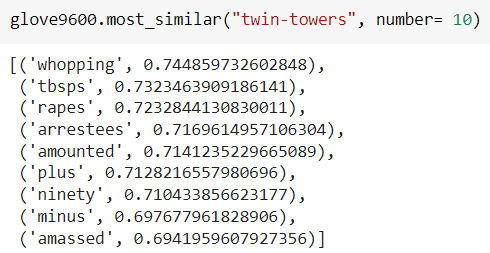 glove9600.most_similar("twin-towers", number= 10)
[('whopping', 0.744859732602848),
('tbsps', 0.7323463909186141),
('rapes', 0.7232844130830011),
('arrestees', 0.7169614957106304),
('amounted', 0.7141235229665089),
('plus', 0.7128216557980696),
('ninety', 0.710433856623177),
('minus', 0.697677961828906),
('amassed', 0.6941959607927356)]